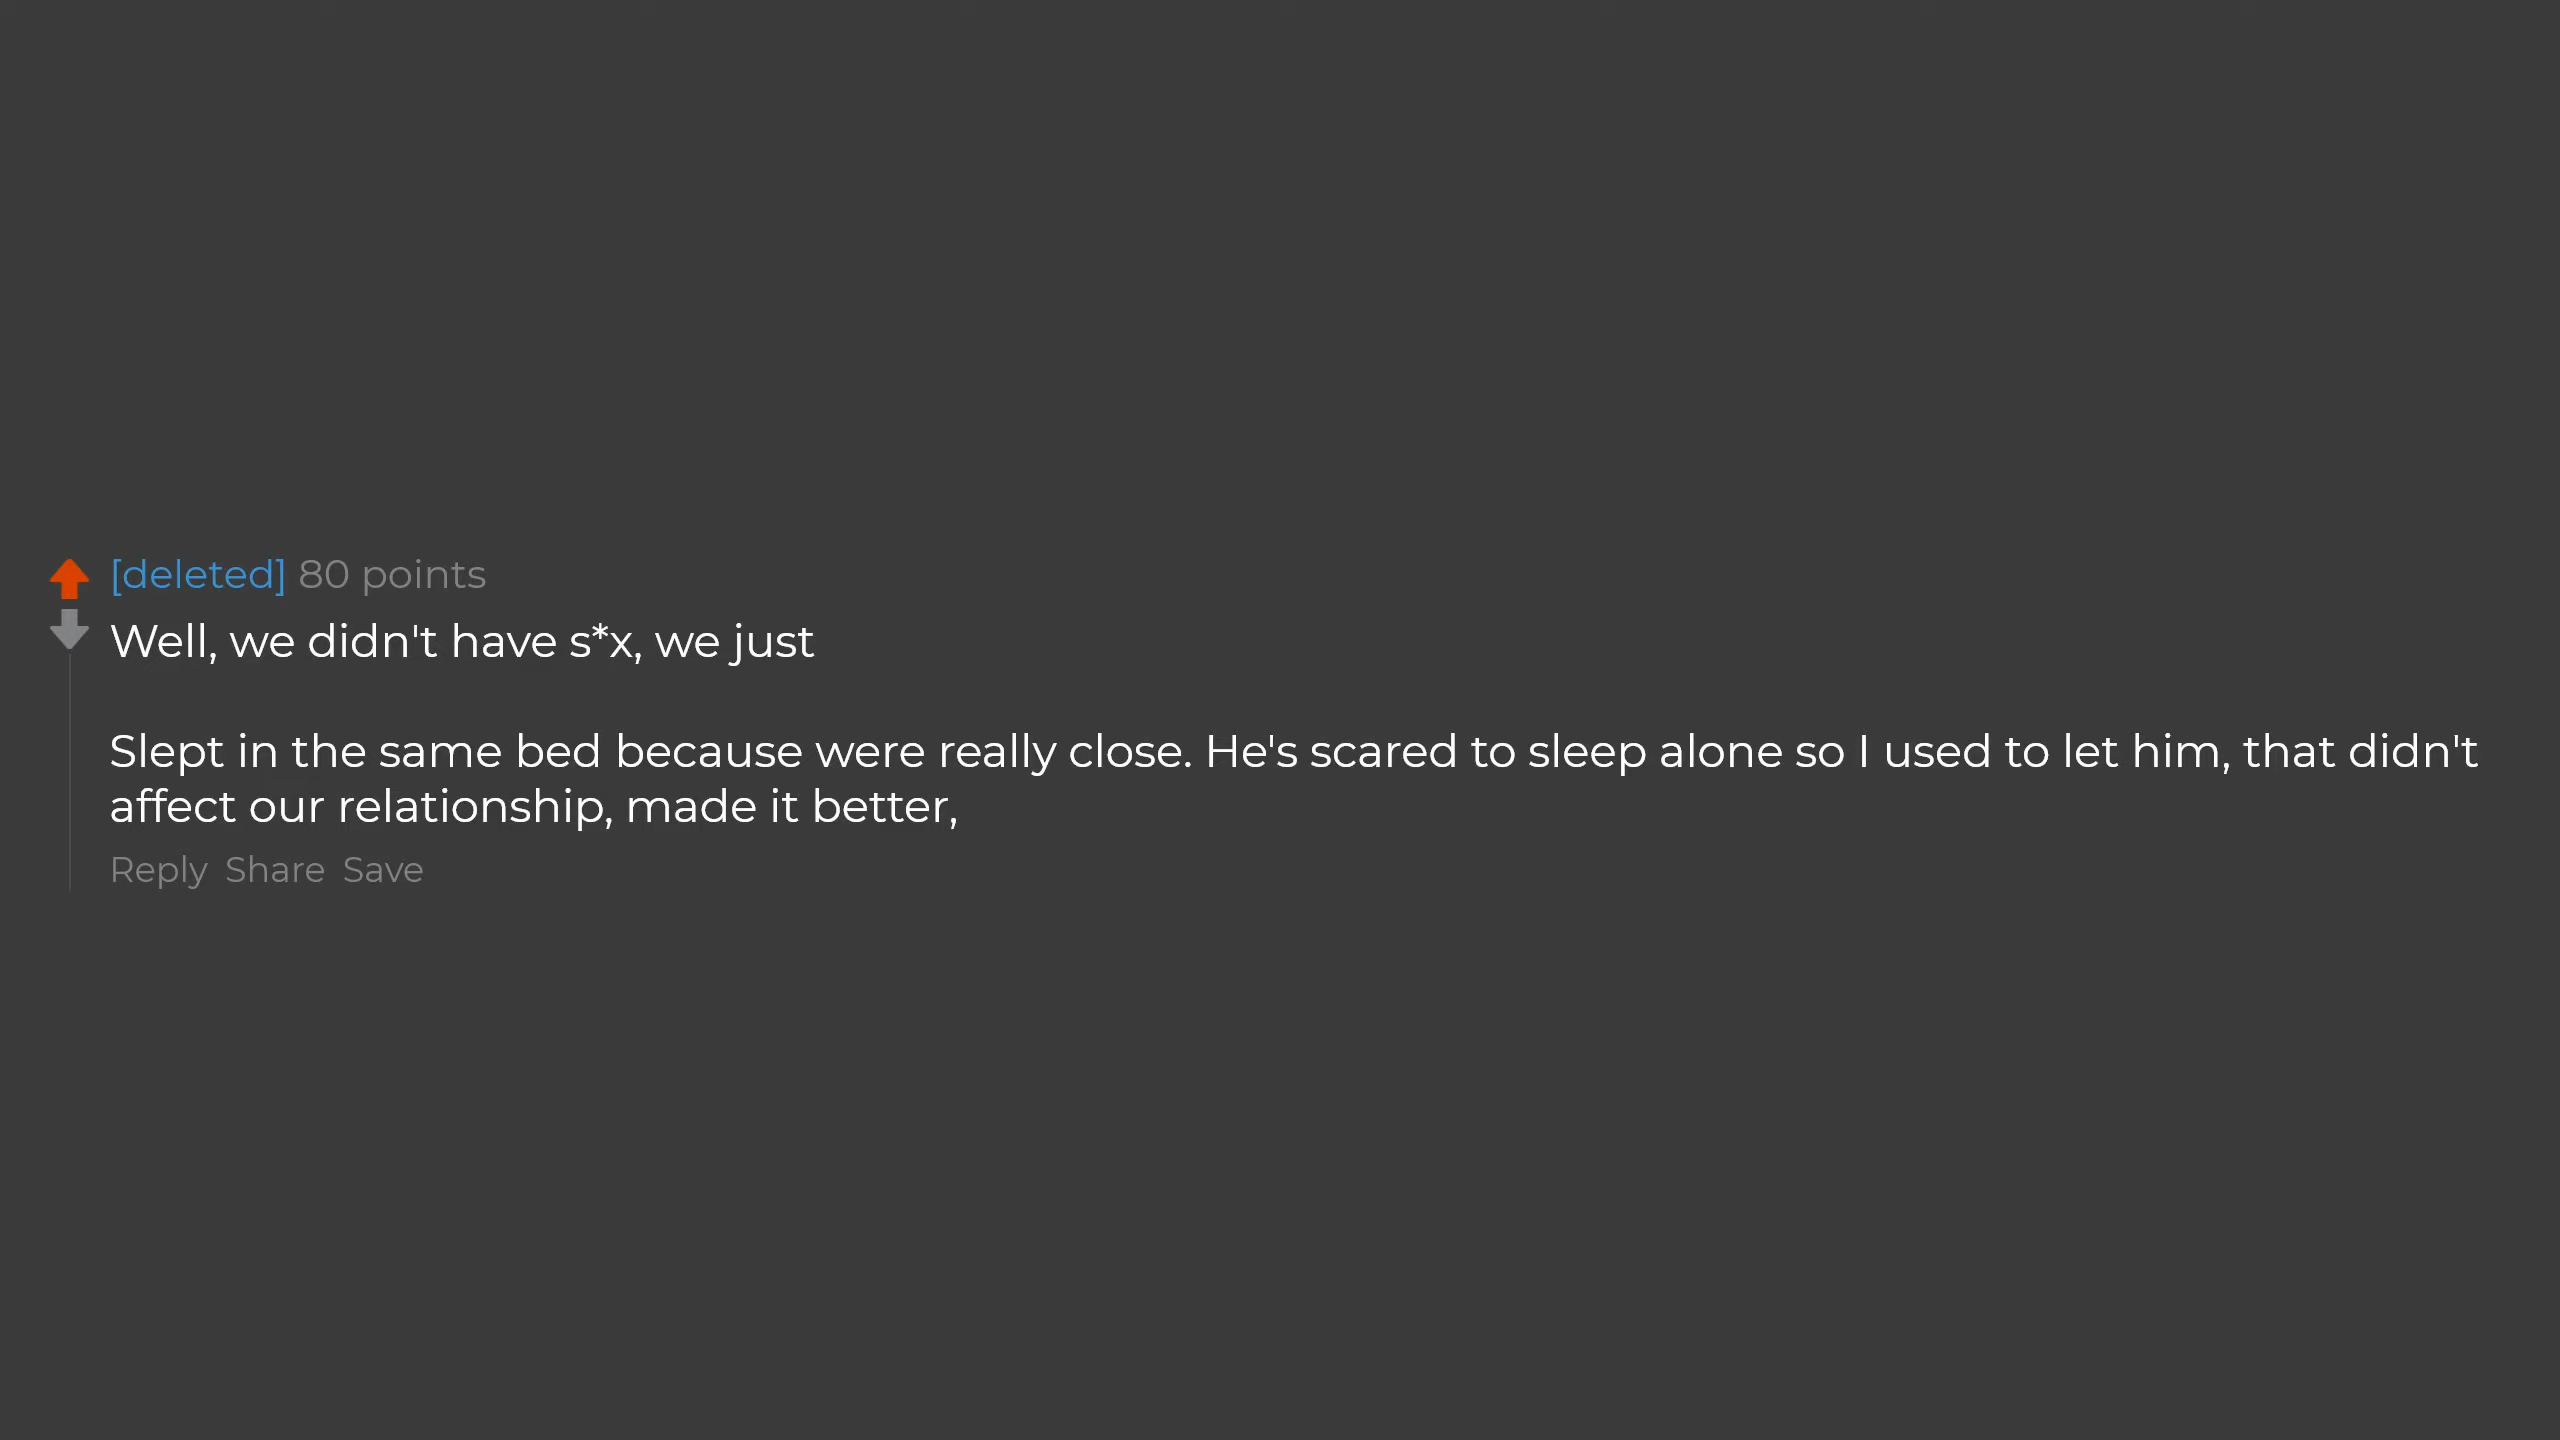 [deleted] 80 points
Well, we didn't have s*x, we just
Slept in the same bed because were really close. He's scared to sleep alone so I used to let him, that didn't
affect our relationship, made it better,
Reply Share Save